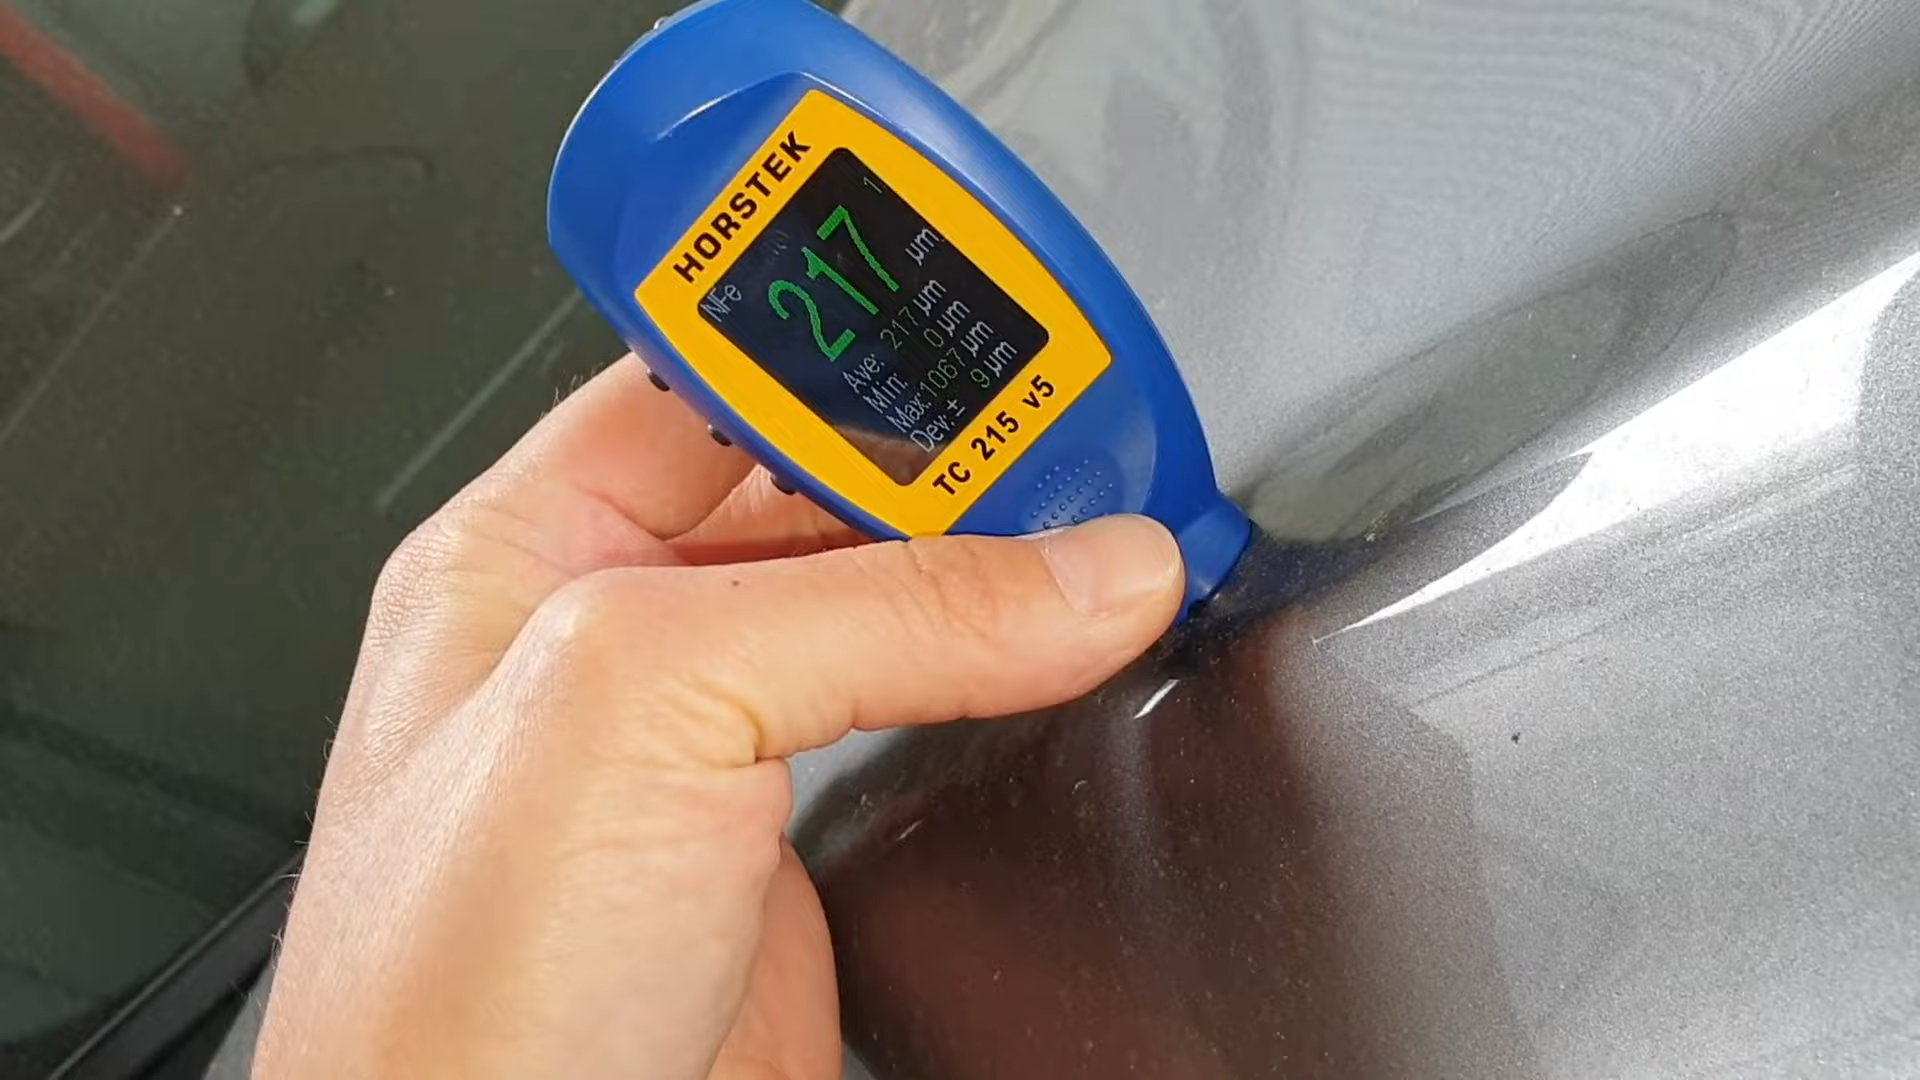 HORSTEK
1
NFe
217 µm
Ave: 217 µm
Min: 0 µm
Max: 1067 µm
Dev: ± 9 µm
TC 215 v5